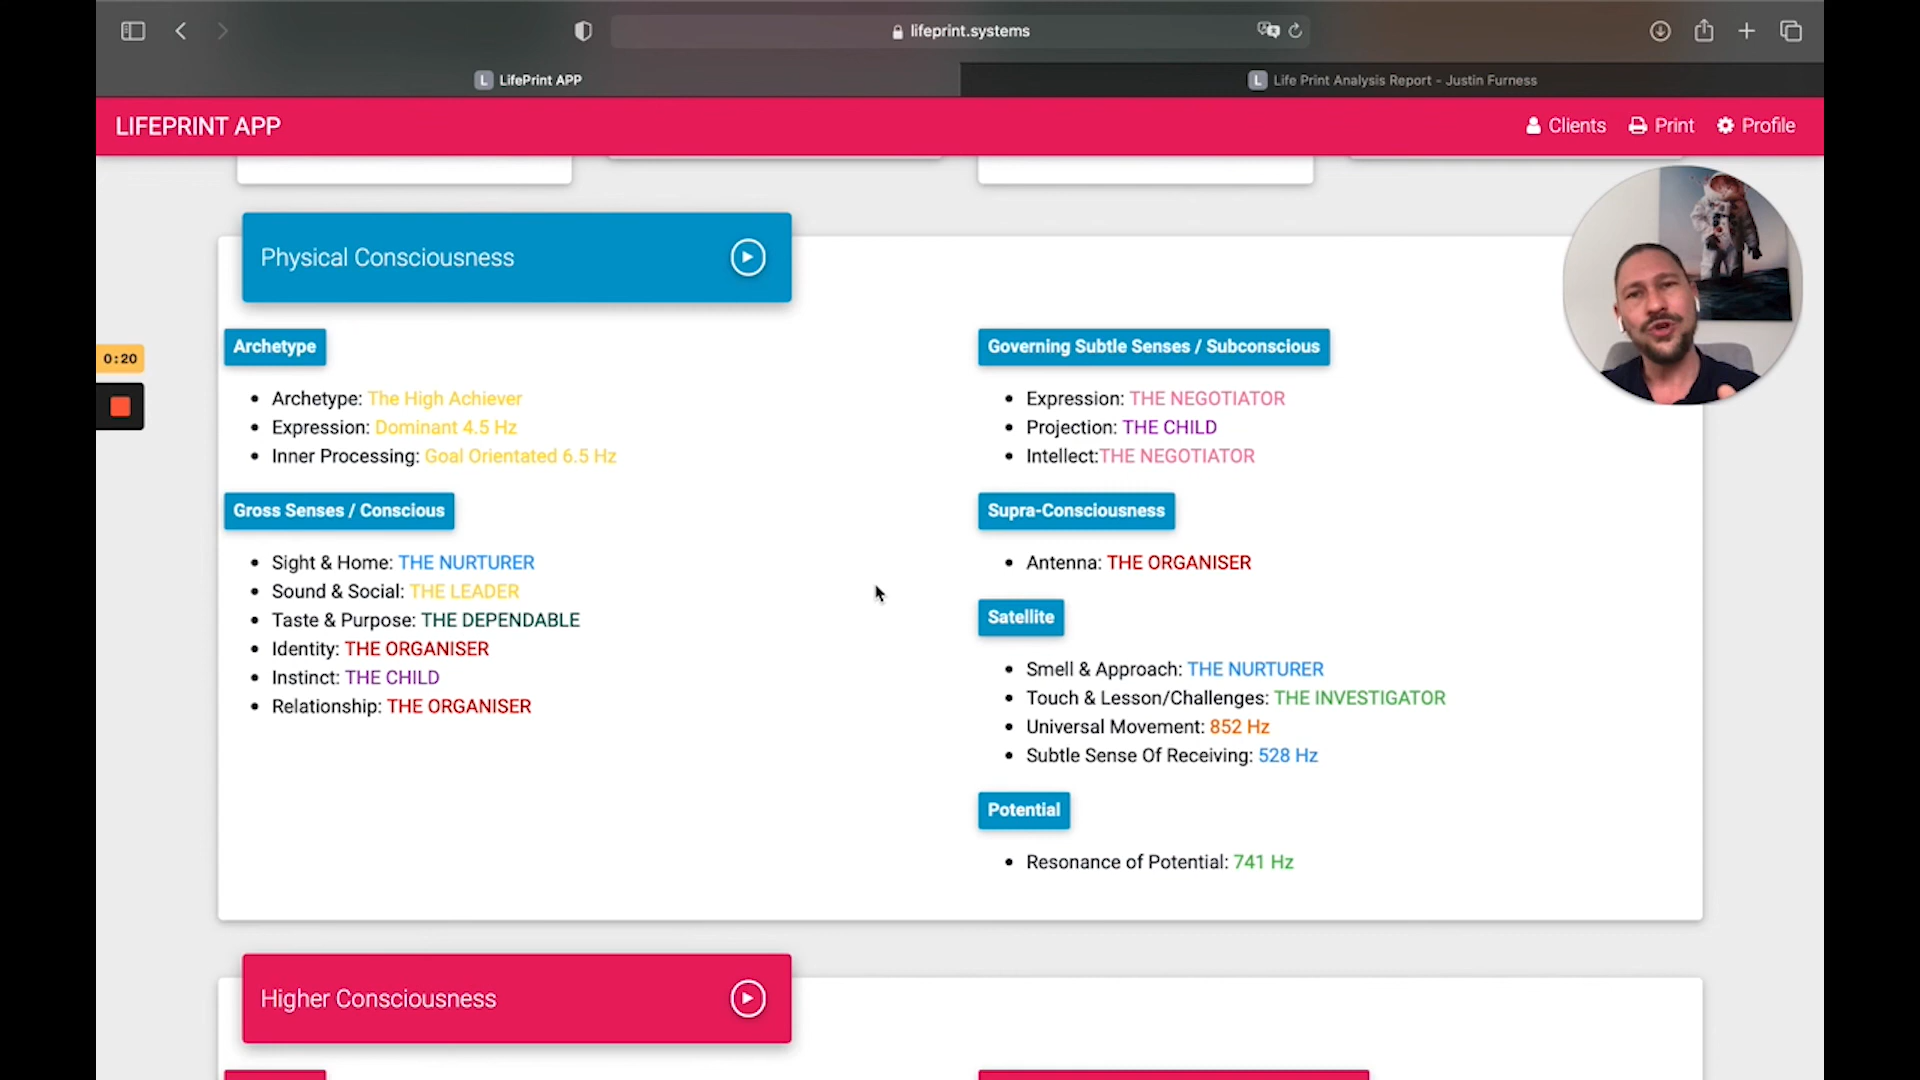 lifeprint.systems
L LifePrint APP
L Life Print Analysis Report - Justin Furness
LIFEPRINT APP
Clients
Print
Profile
Physical Consciousness
0:20
Archetype
Archetype: The High Achiever
Expression: Dominant 4.5 Hz
Inner Processing: Goal Orientated 6.5 Hz
Gross Senses / Conscious
Sight & Home: THE NURTURER
Sound & Social: THE LEADER
Taste & Purpose: THE DEPENDABLE
Identity: THE ORGANISER
Instinct: THE CHILD
Relationship: THE ORGANISER
Governing Subtle Senses / Subconscious
Expression: THE NEGOTIATOR
Projection: THE CHILD
Intellect:THE NEGOTIATOR
Supra-Consciousness
Antenna: THE ORGANISER
Satellite
Smell & Approach: THE NURTURER
Touch & Lesson/Challenges: THE INVESTIGATOR
Universal Movement: 852 Hz
Subtle Sense Of Receiving: 528 Hz
Potential
Resonance of Potential: 741 Hz
Higher Consciousness